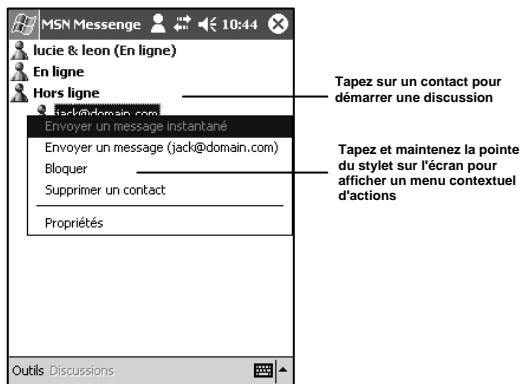 MSN Messenge 10:44
lucie & leon (En ligne)
En ligne
Hors ligne
jack@domain.com
Envoyer un message instantané
Envoyer un message (jack@domain.com)
Bloquer
Supprimer un contact
Propriétés
Outils Discussions
Tapez sur un contact pour
démarrer une discussion
Tapez et maintenez la pointe
du stylet sur l'écran pour
afficher un menu contextuel
d'actions